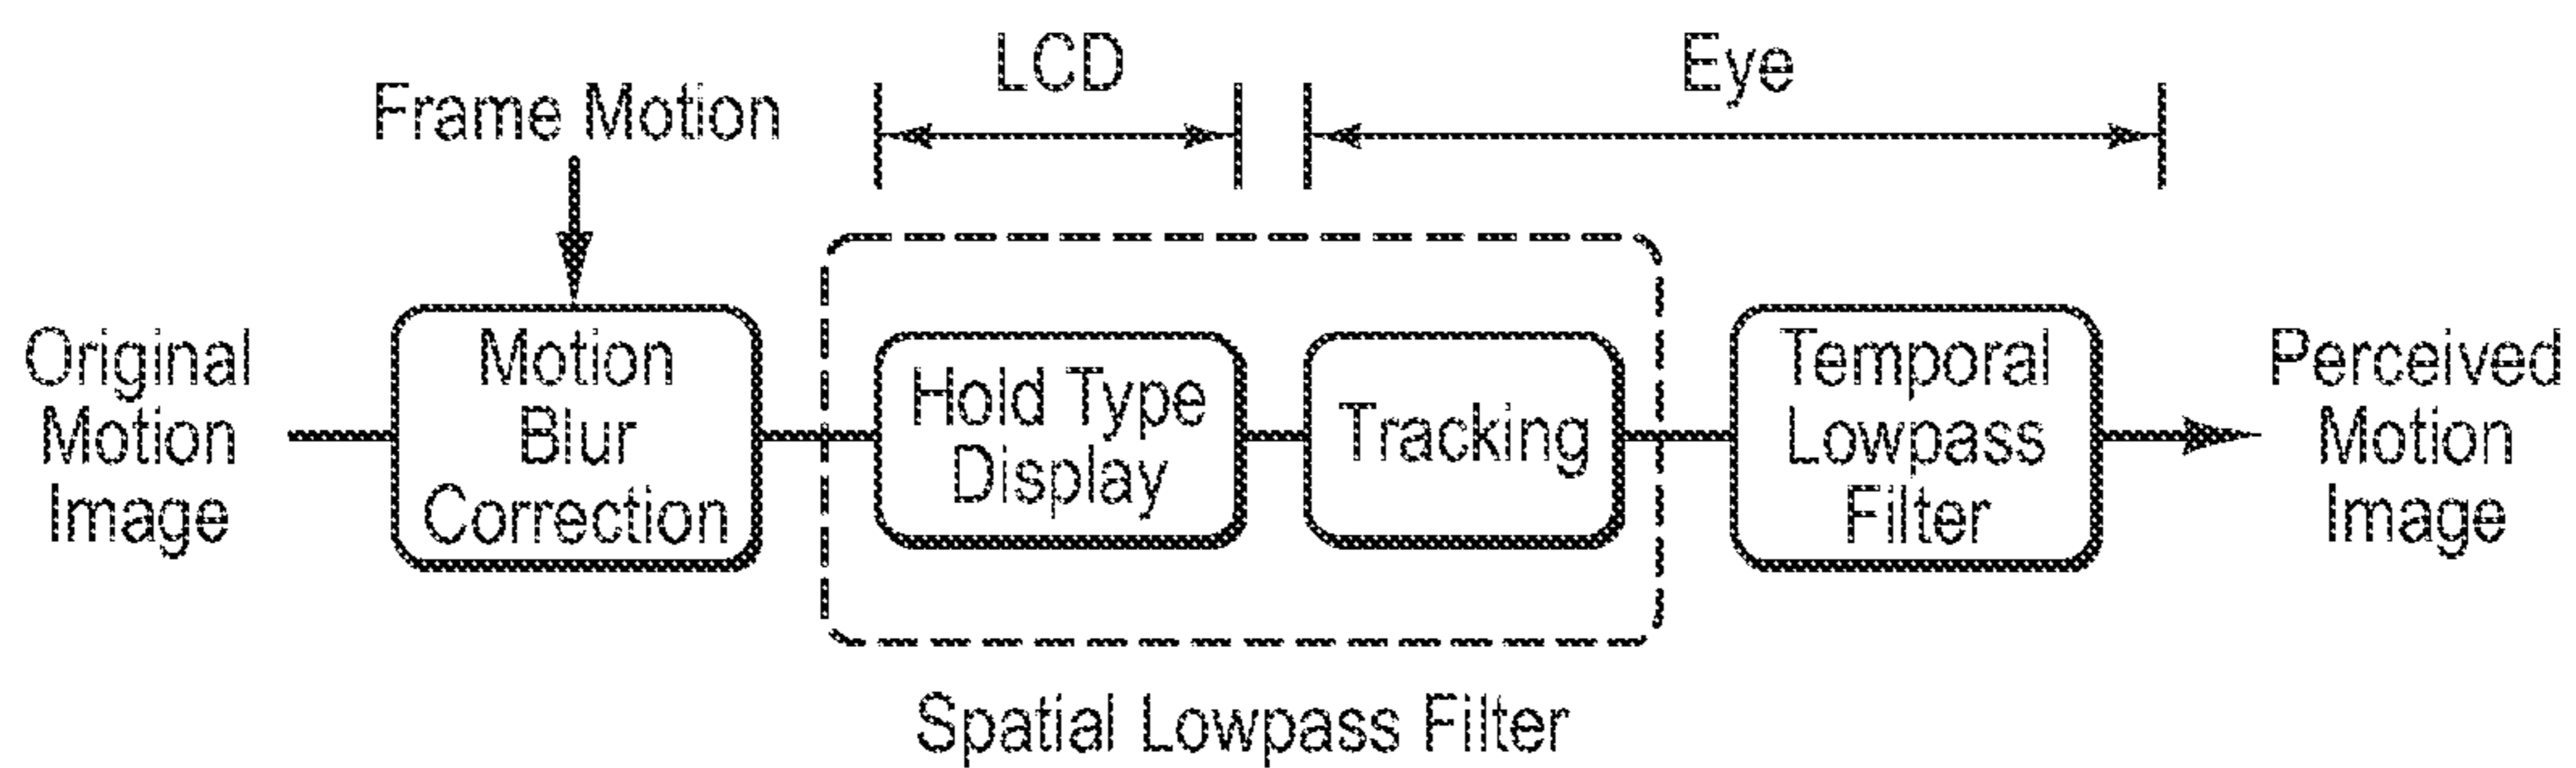 LCD
Eye
Frame Motion
Original
Motion
Image
Motion
Blur
Correction
Hold Type
Display
Tracking
Temporal
Lowpass
Filter
Perceived
Motion
Image
Spatial Lowpass Filter